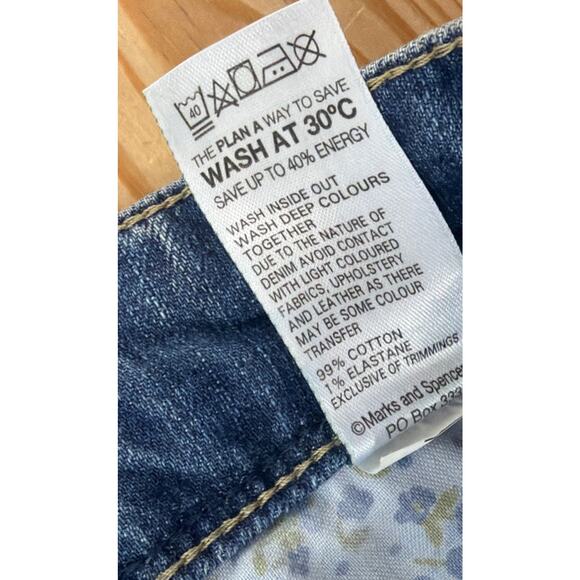 40
THE PLAN A WAY TO SAVE
WASH AT 30°C
SAVE UP TO 40% ENERGY
WASH INSIDE OUT
WASH DEEP COLOURS
TOGETHER
DUE TO THE NATURE OF
DENIM AVOID CONTACT
WITH LIGHT COLOURED
FABRICS, UPHOLSTERY
AND LEATHER AS THERE
MAY BE SOME COLOUR
TRANSFER
99% COTTON
1% ELASTANE
EXCLUSIVE OF TRIMMINGS
©Marks and Spencer
PO Box 333